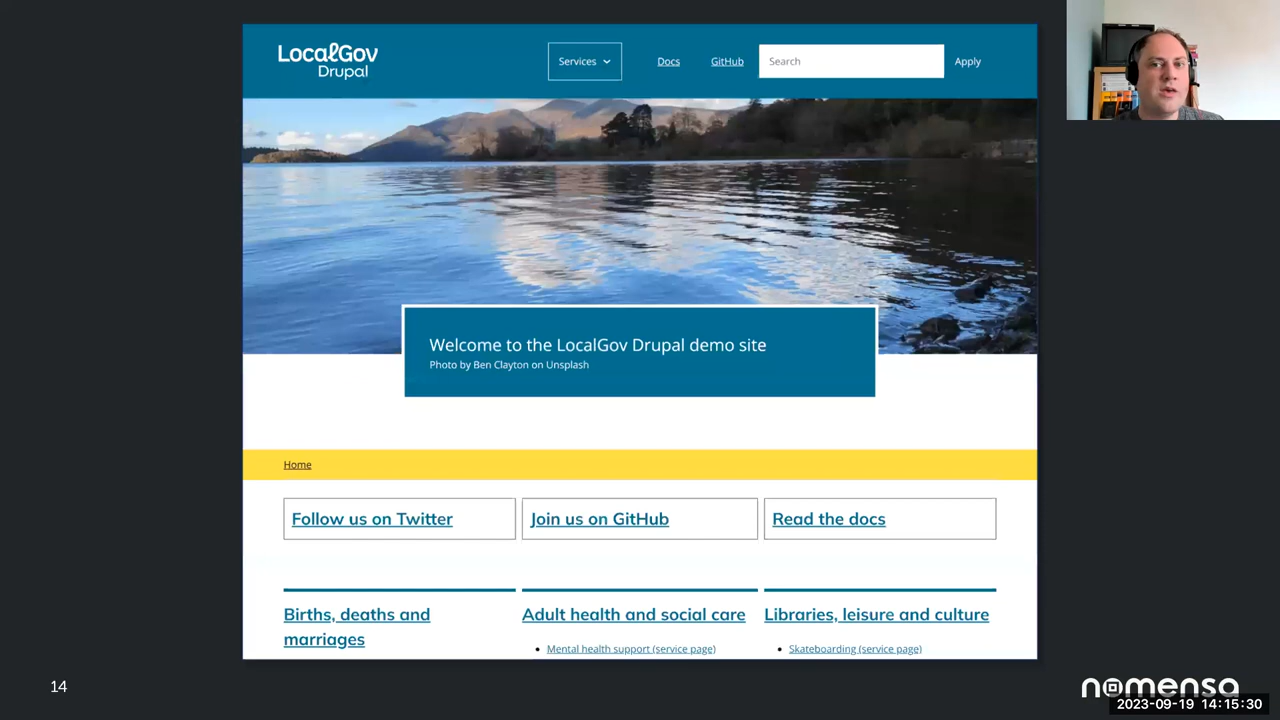 LocalGov
Drupal
Services
Docs
GitHub
Search
Apply
Welcome to the LocalGov Drupal demo site
Photo by Ben Clayton on Unsplash
Home
Follow us on Twitter
Join us on GitHub
Read the docs
Births, deaths and
marriages
Adult health and social care
Mental health support (service page)
Libraries, leisure and culture
Skateboarding (service page)
14
nomensa
2023-09-19 14:15:30